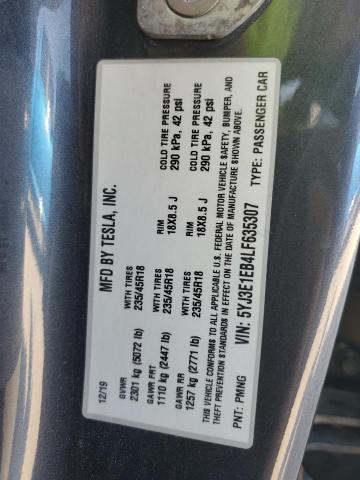 MFD BY TESLA, INC.
12/19
GVWR
2301 kg (5072 lb)
GAWR FRT WITH TIRES RIM COLD TIRE PRESSURE
1110 kg (2447 lb) 235/45R18 18X8.5 J 290 kPa, 42 psi
GAWR RR WITH TIRES RIM COLD TIRE PRESSURE
1257 kg (2771 lb) 235/45R18 18X8.5 J 290 kPa, 42 psi
THIS VEHICLE CONFORMS TO ALL APPLICABLE U.S. FEDERAL MOTOR VEHICLE SAFETY, BUMPER, AND
THEFT PREVENTION STANDARDS IN EFFECT ON THE DATE OF MANUFACTURE SHOWN ABOVE.
VIN: 5YJ3E1EB4LF635307 TYPE: PASSENGER CAR
PNT: PMNG